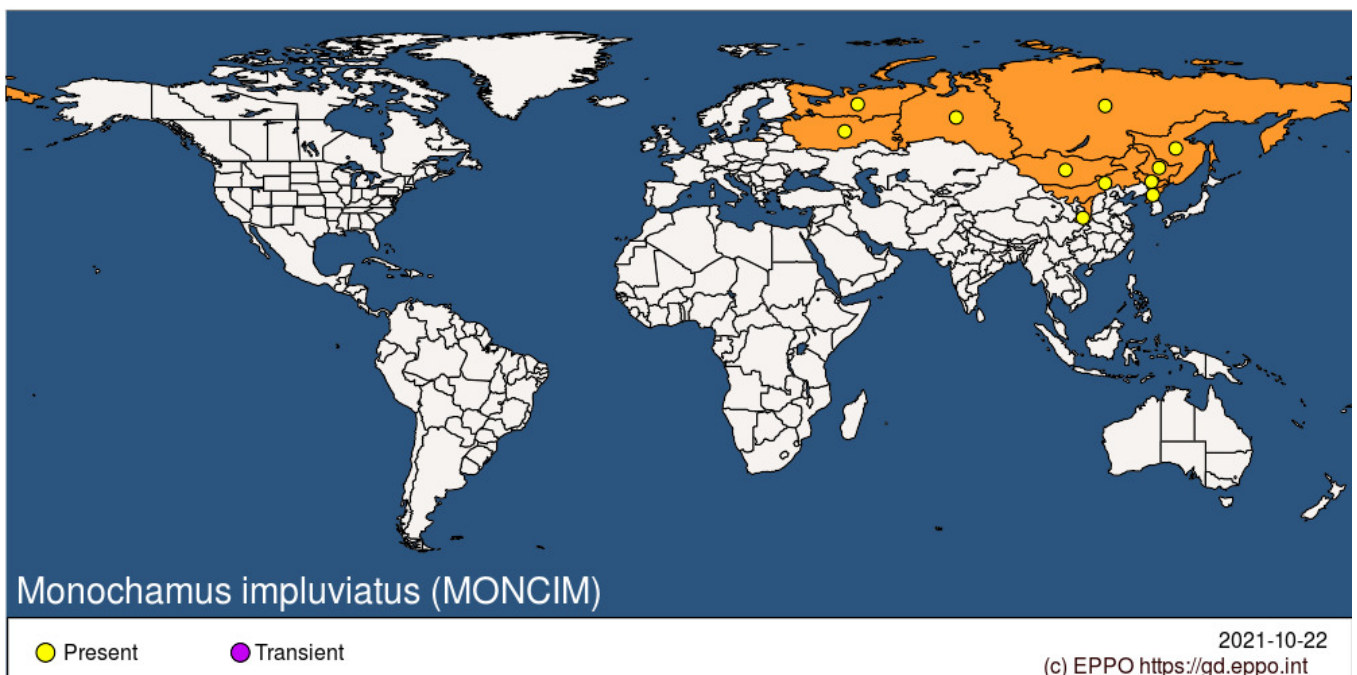 Monochamus impluviatus (MONCIM)
Present
Transient
2021-10-22
(c) EPPO https://gd.eppo.int